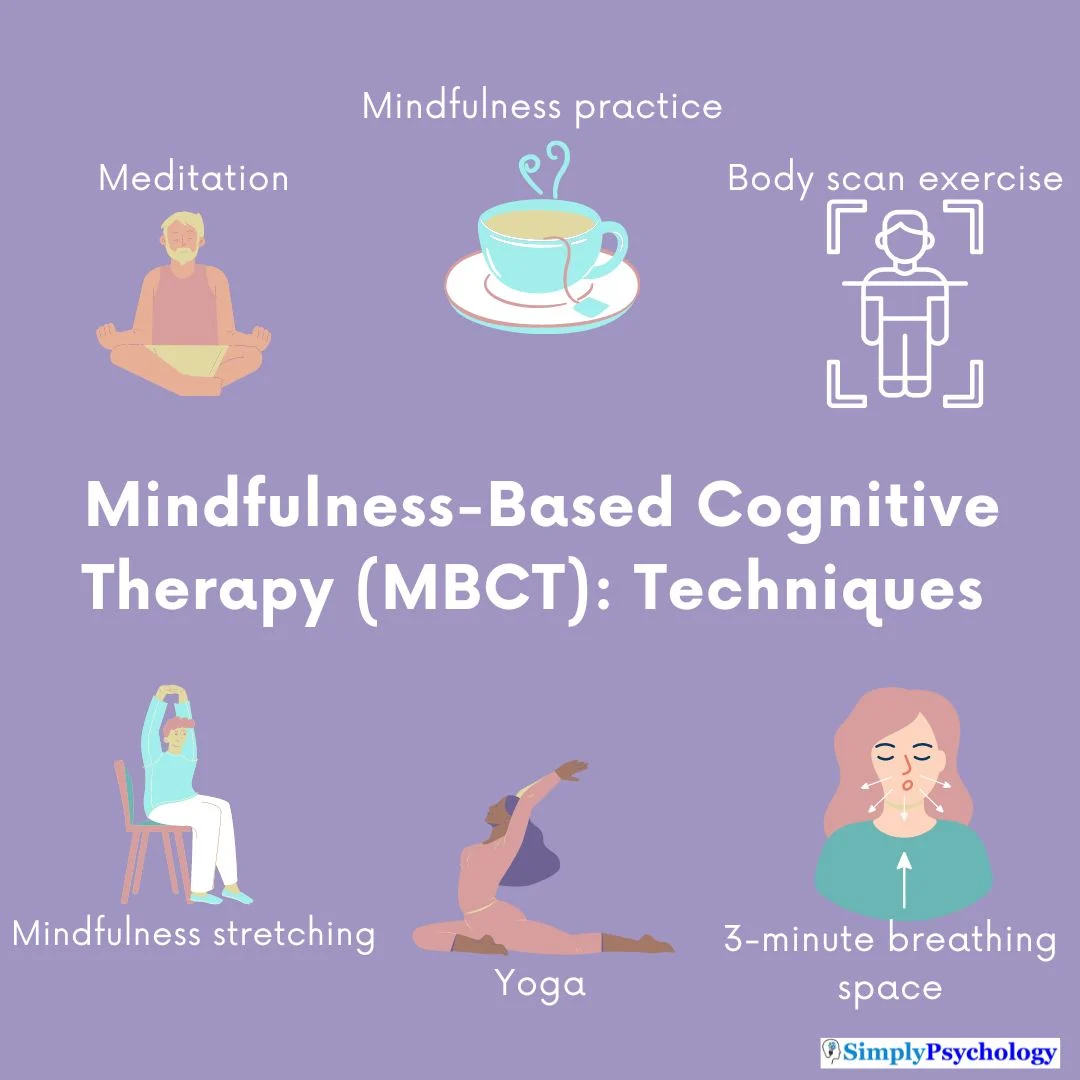 Mindfulness practice
Meditation
Body scan exercise
Mindfulness-Based Cognitive
Therapy (MBCT): Techniques
Mindfulness stretching
Yoga
3-minute breathing
space
SimplyPsychology